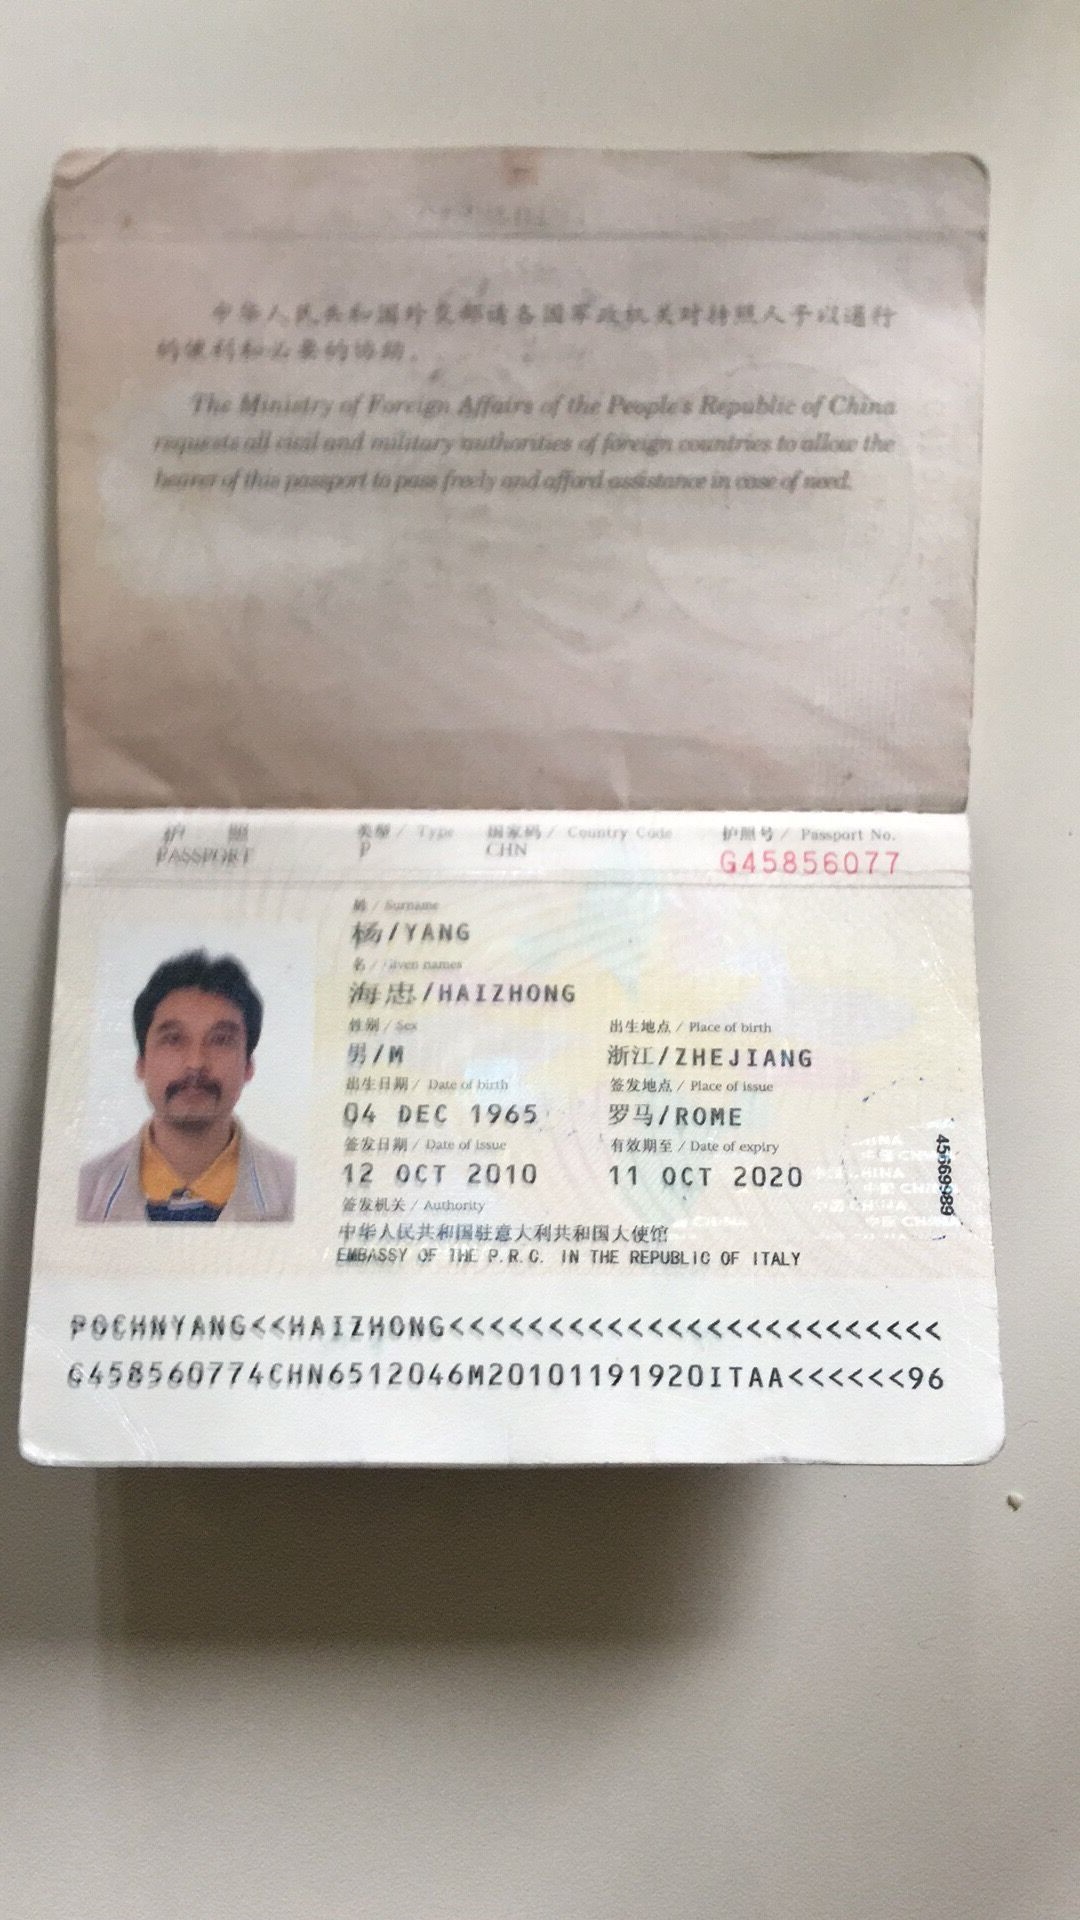 中华人民共和国外交部请各国军政机关对持照人予以通行
的便利和必要的协助。
The Ministry of Foreign Affairs of the People's Republic of China
requests all civil and military authorities of foreign countries to allow the
bearer of this passport to pass freely and afford assistance in case of need.
护 照 类型 / Type 国家码 / Country Code 护照号 / Passport No.
PASSPORT P CHN G45856077
姓 / Surname
杨/YANG
名 / Given names
海忠/HAIZHONG
性别 / Sex 出生地点 / Place of birth
男/M 浙江/ZHEJIANG
出生日期 / Date of birth 签发地点 / Place of issue
04 DEC 1965 罗马/ROME
签发日期 / Date of issue 有效期至 / Date of expiry
12 OCT 2010 11 OCT 2020
签发机关 / Authority
中华人民共和国驻意大利共和国大使馆
EMBASSY OF THE P.R.C. IN THE REPUBLIC OF ITALY
POCHNYANG<<HAIZHONG<<<<<<<<<<<<<<<<<<<<<<<<<
G458560774CHN6512046M20101191920ITAA<<<<<<96